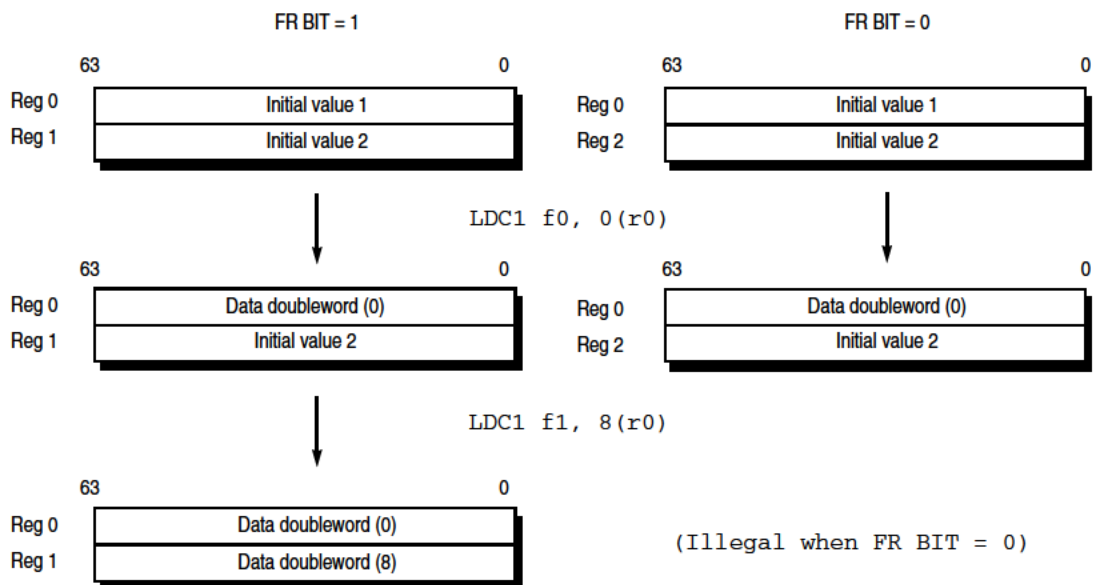 FR BIT = 1
FR BIT = 0
63 0
63 0
Reg 0 Initial value 1
Reg 1 Initial value 2
Reg 0 Initial value 1
Reg 2 Initial value 2
LDC1 f0, 0(r0)
63 0
63 0
Reg 0 Data doubleword (0)
Reg 1 Initial value 2
Reg 0 Data doubleword (0)
Reg 2 Initial value 2
LDC1 f1, 8(r0)
63 0
Reg 0 Data doubleword (0)
Reg 1 Data doubleword (8)
(Illegal when FR BIT = 0)